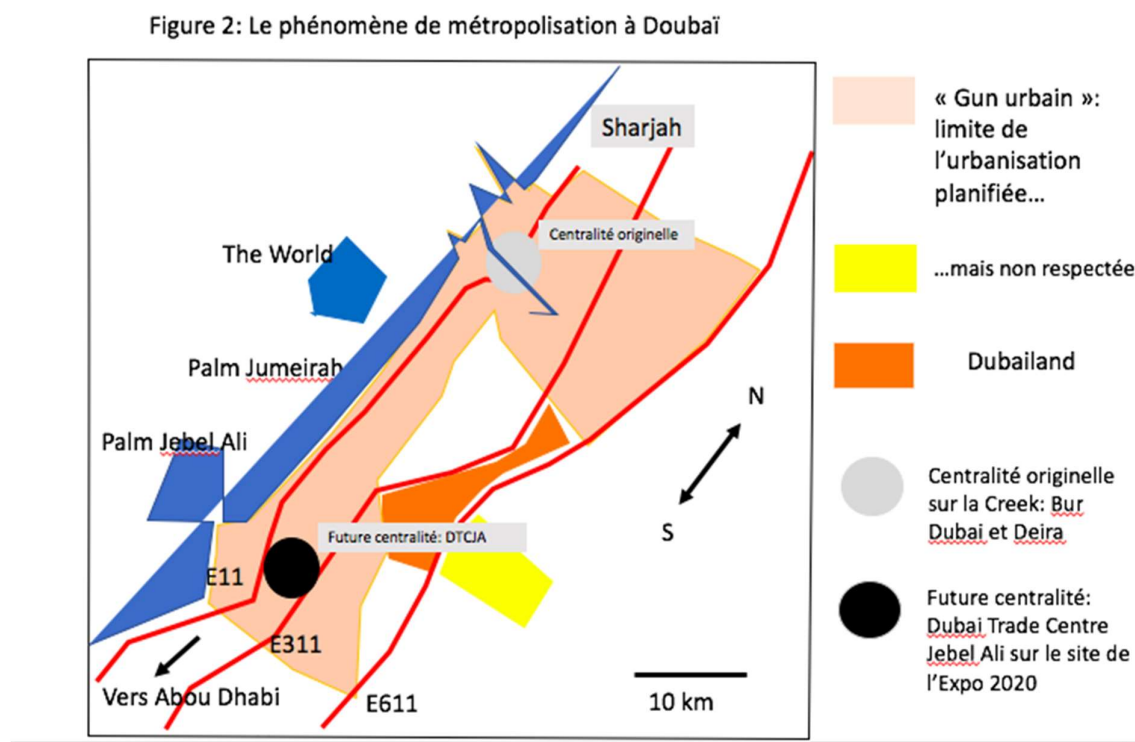 Figure 2: Le phénomène de métropolisation à Doubaï
Sharjah
Centralité originelle
The World
Palm Jumeirah
Palm Jebel Ali
N
S
Future centralité: DTCJA
E11
E311
Vers Abou Dhabi
E611
10 km
« Gun urbain »:
limite de
l’urbanisation
planifiée…
…mais non respectée
Dubailand
Centralité originelle
sur la Creek: Bur
Dubai et Deira
Future centralité:
Dubai Trade Centre
Jebel Ali sur le site de
l’Expo 2020